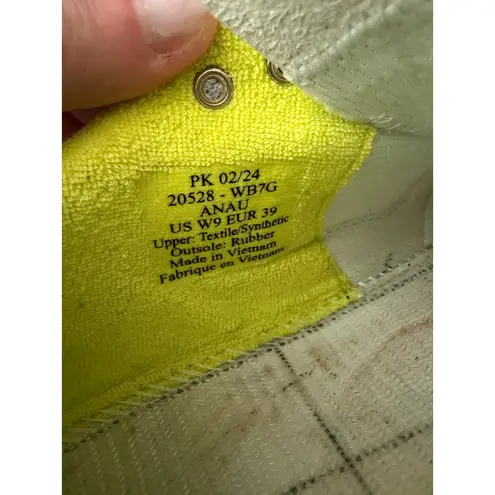 PK 02/24
20528 - WB7G
ANAU
US W9 EUR 39
Upper: Textile/Synthetic
Outsole: Rubber
Made in Vietnam
Fabrique en Vietnam